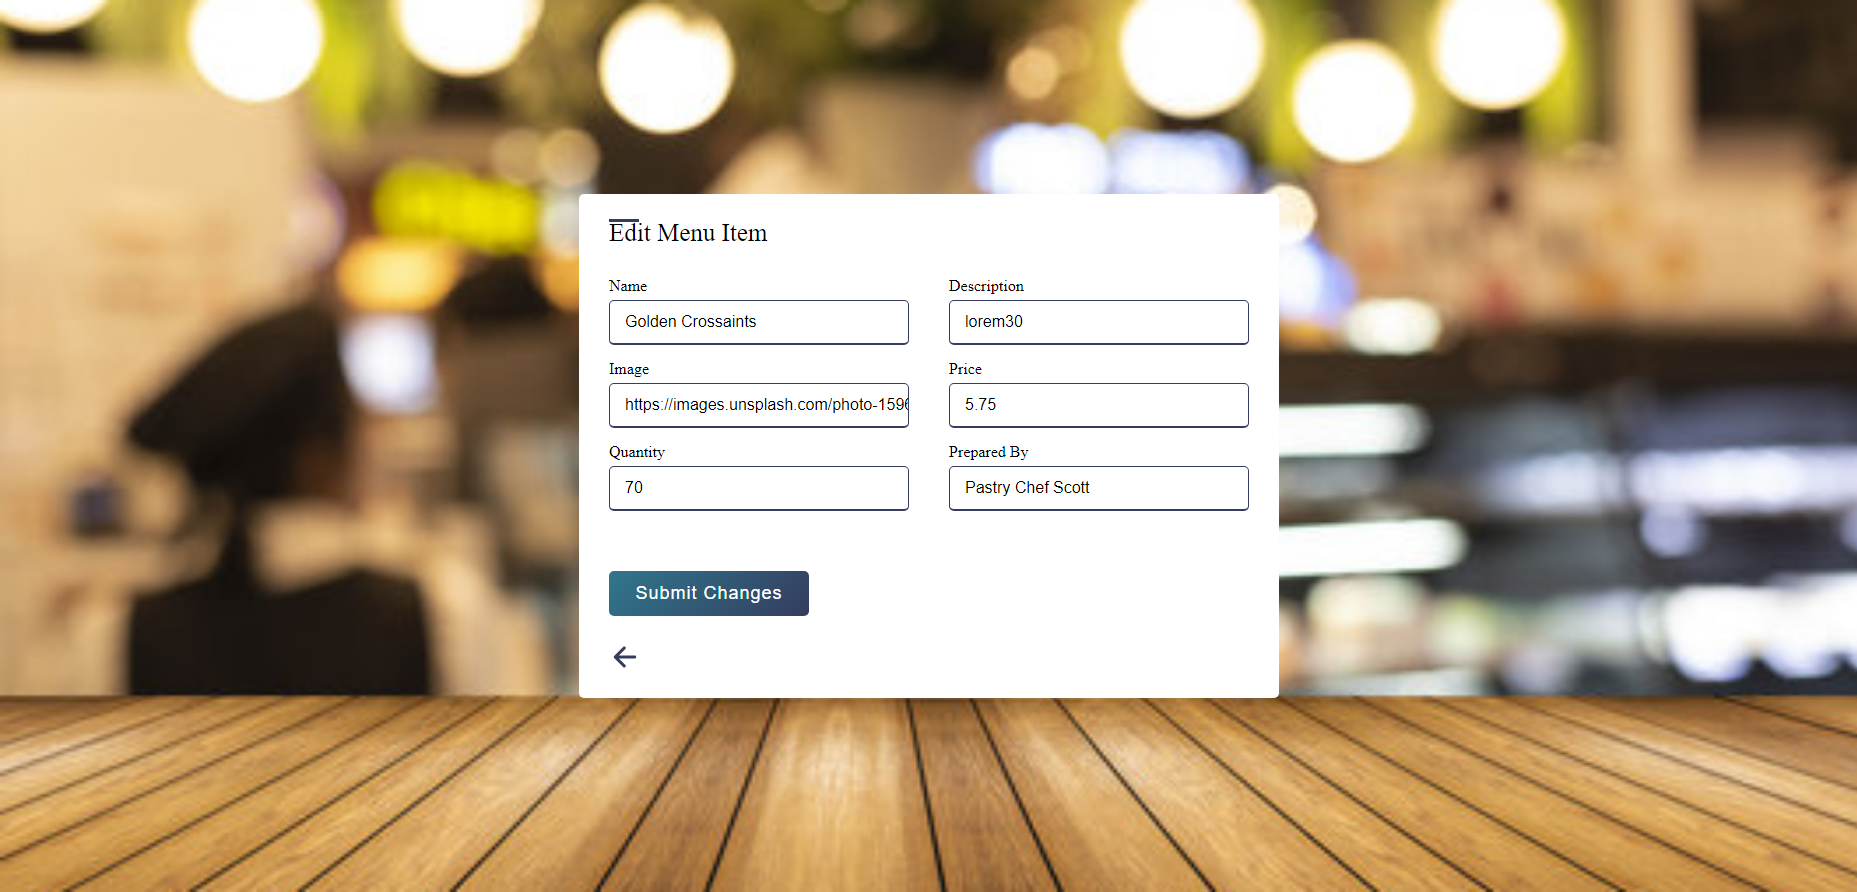 Edit Menu Item
Name
Description
Golden Crossaints
lorem30
Image
Price
https://images.unsplash.com/photo-159
5.75
Quantity
Prepared By
70
Pastry Chef Scott
Submit Changes